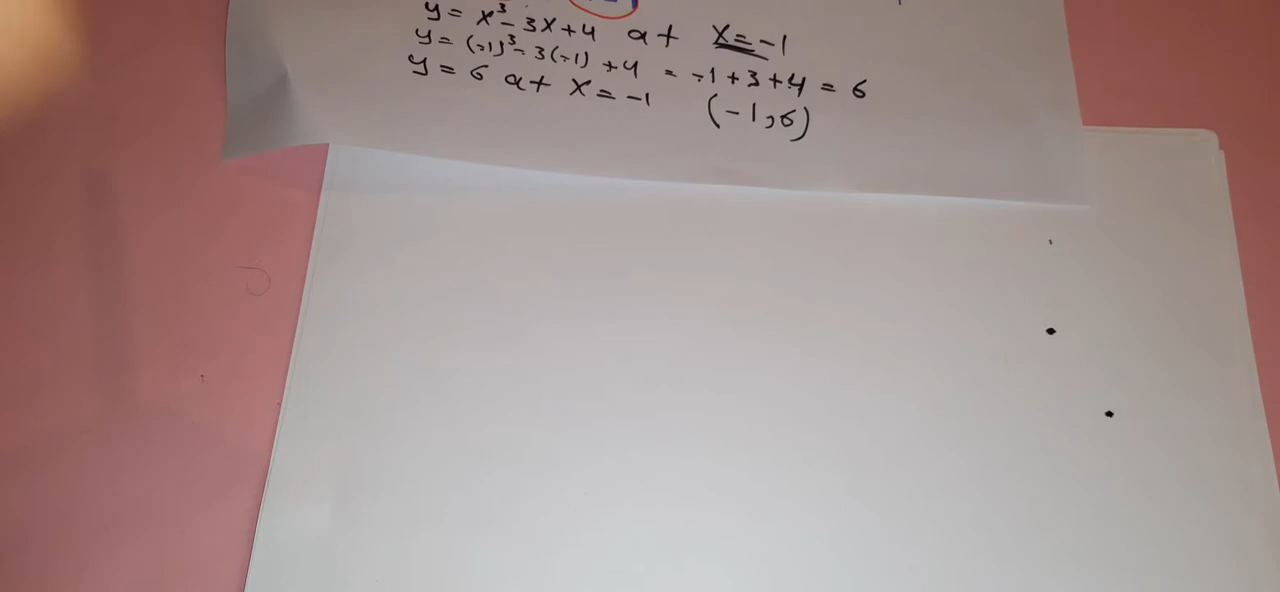 y = x³ - 3x + 4 at x = -1
y = (-1)³ - 3(-1) + 4 = -1 + 3 + 4 = 6
y = 6 at x = -1 (-1, 6)